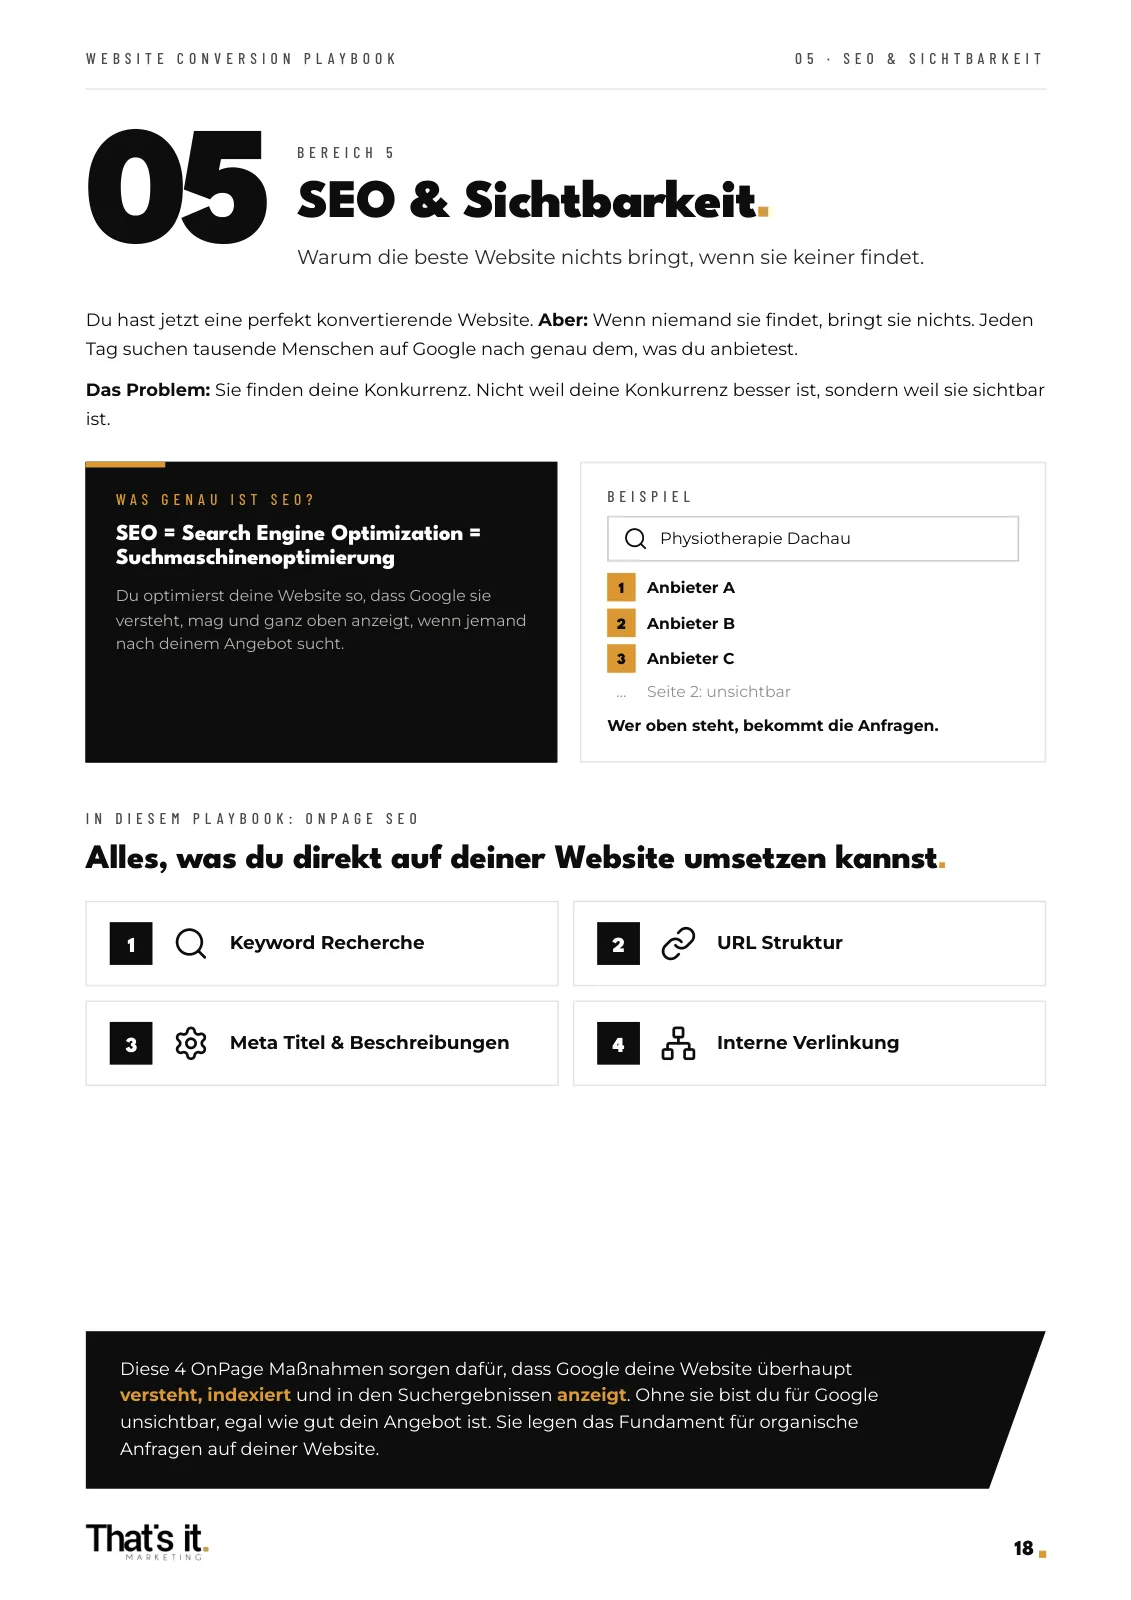 WEBSITE CONVERSION PLAYBOOK
05 · SEO & SICHTBARKEIT
05
BEREICH 5
SEO & Sichtbarkeit.
Warum die beste Website nichts bringt, wenn sie keiner findet.
Du hast jetzt eine perfekt konvertierende Website. Aber: Wenn niemand sie findet, bringt sie nichts. Jeden
Tag suchen tausende Menschen auf Google nach genau dem, was du anbietest.
Das Problem: Sie finden deine Konkurrenz. Nicht weil deine Konkurrenz besser ist, sondern weil sie sichtbar
ist.
WAS GENAU IST SEO?
SEO = Search Engine Optimization =
Suchmaschinenoptimierung
Du optimierst deine Website so, dass Google sie
versteht, mag und ganz oben anzeigt, wenn jemand
nach deinem Angebot sucht.
BEISPIEL
Physiotherapie Dachau
1 Anbieter A
2 Anbieter B
3 Anbieter C
... Seite 2: unsichtbar
Wer oben steht, bekommt die Anfragen.
IN DIESEM PLAYBOOK: ONPAGE SEO
Alles, was du direkt auf deiner Website umsetzen kannst.
1 Keyword Recherche
2 URL Struktur
3 Meta Titel & Beschreibungen
4 Interne Verlinkung
Diese 4 OnPage Maßnahmen sorgen dafür, dass Google deine Website überhaupt
versteht, indexiert und in den Suchergebnissen anzeigt. Ohne sie bist du für Google
unsichtbar, egal wie gut dein Angebot ist. Sie legen das Fundament für organische
Anfragen auf deiner Website.
That's it.
MARKETING
18